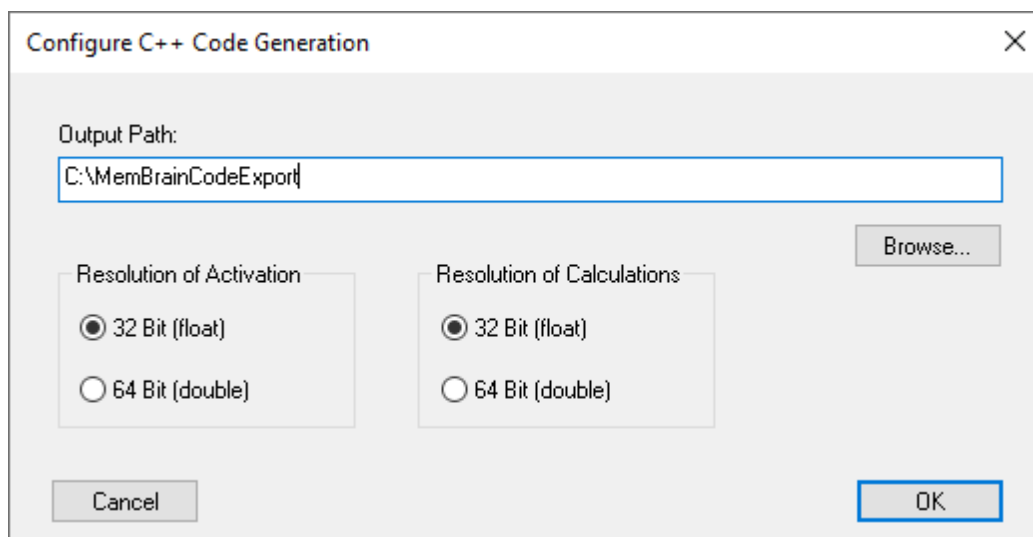 Configure C++ Code Generation
Output Path:
C:\MemBrainCodeExport
Browse...
Resolution of Activation
32 Bit (float)
64 Bit (double)
Resolution of Calculations
32 Bit (float)
64 Bit (double)
Cancel
OK